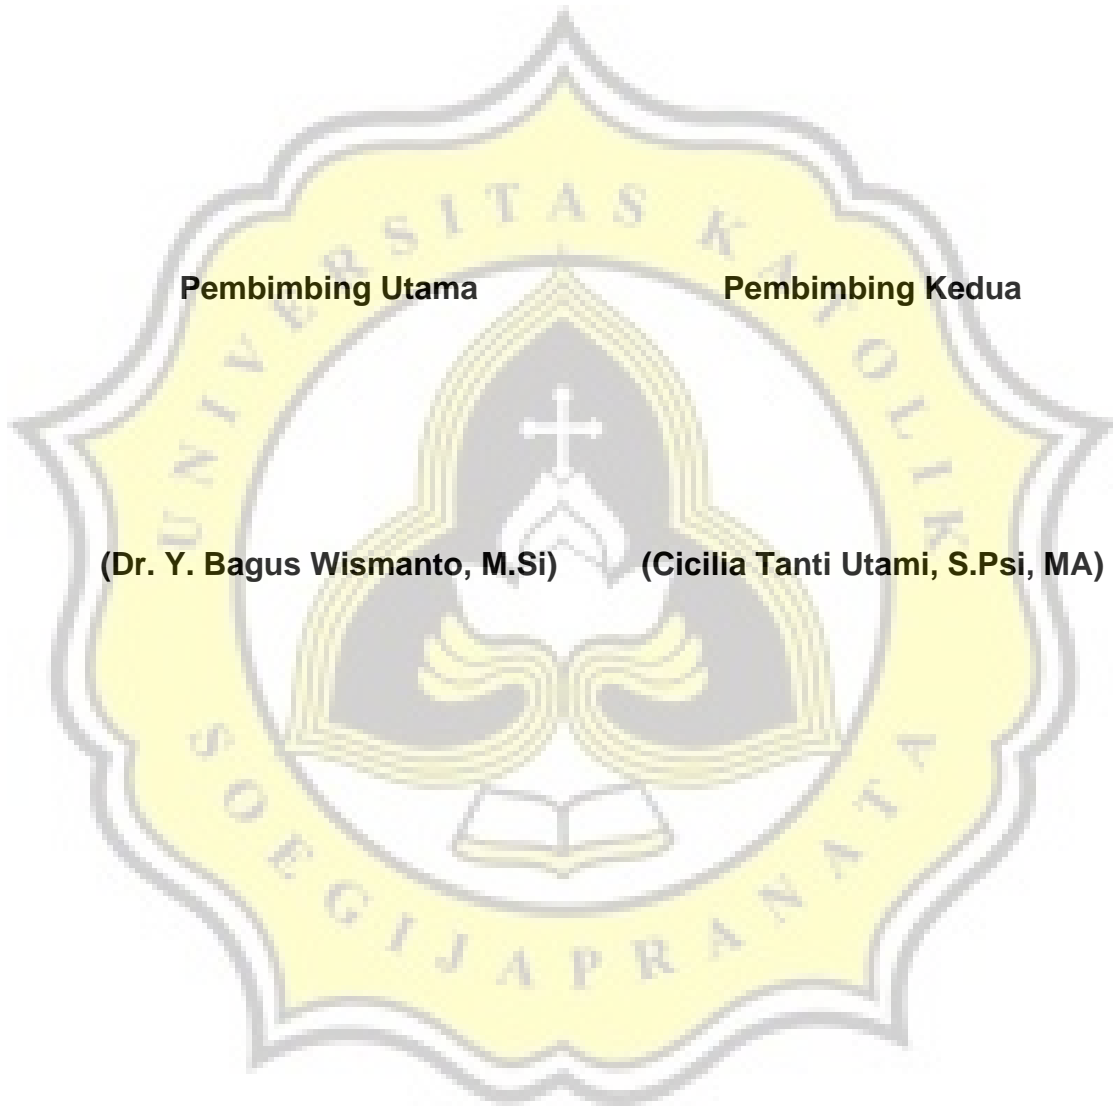 UNIVERSITAS KATOLIK
Pembimbing Utama Pembimbing Kedua
(Dr. Y. Bagus Wismanto, M.Si) (Cicilia Tanti Utami, S.Psi, MA)
SOEGIJAPRANATA